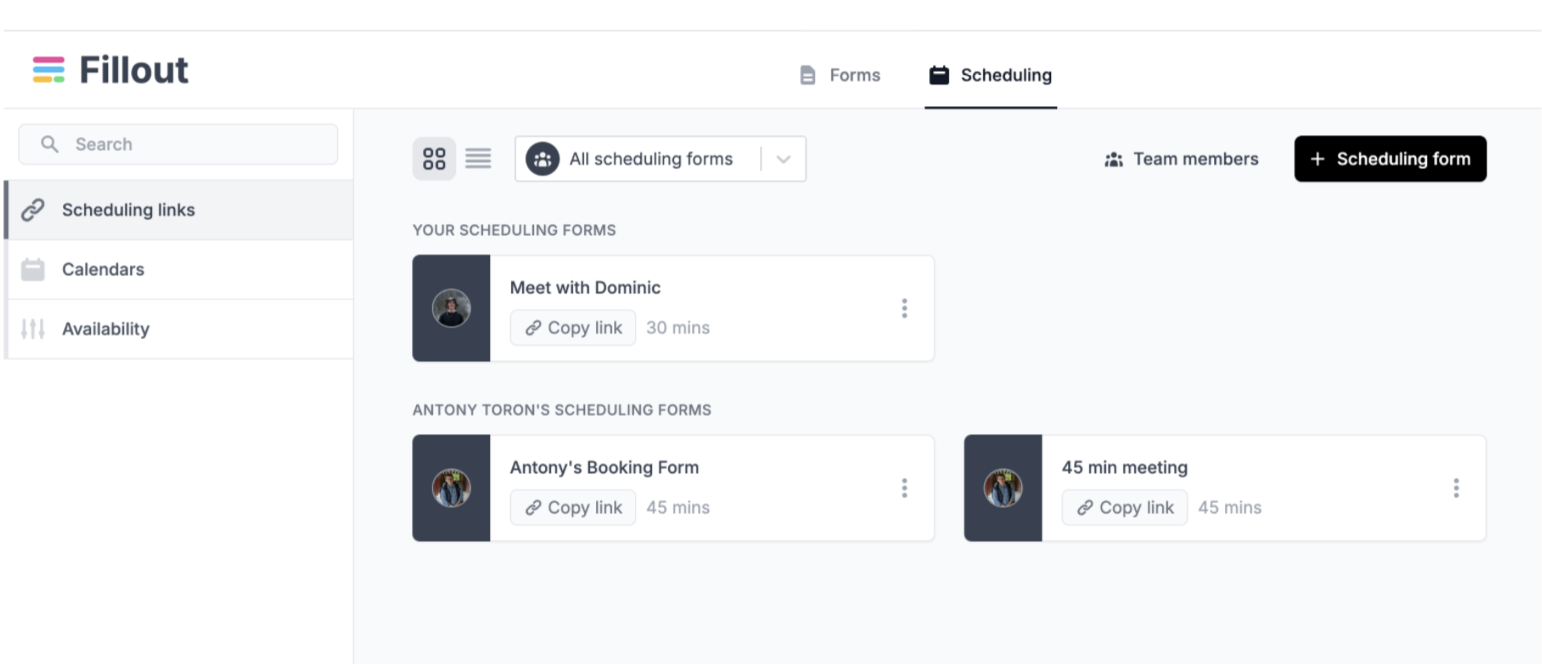 Fillout
Forms
Scheduling
Search
Scheduling links
Calendars
Availability
All scheduling forms
Team members
+ Scheduling form
YOUR SCHEDULING FORMS
Meet with Dominic
Copy link 30 mins
ANTONY TORON'S SCHEDULING FORMS
Antony's Booking Form
Copy link 45 mins
45 min meeting
Copy link 45 mins